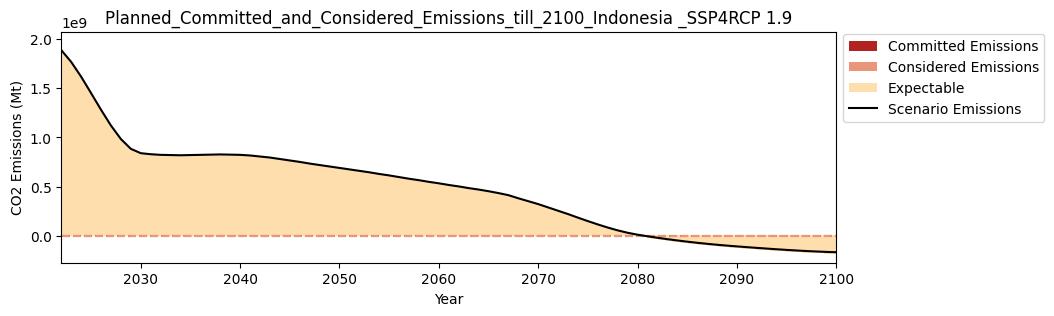 Planned_Committed_and_Considered_Emissions_till_2100_Indonesia _SSP4RCP 1.9
1e9
2.0
1.5
1.0
0.5
0.0
CO2 Emissions (Mt)
2030 2040 2050 2060 2070 2080 2090 2100
Year
Committed Emissions
Considered Emissions
Expectable
Scenario Emissions